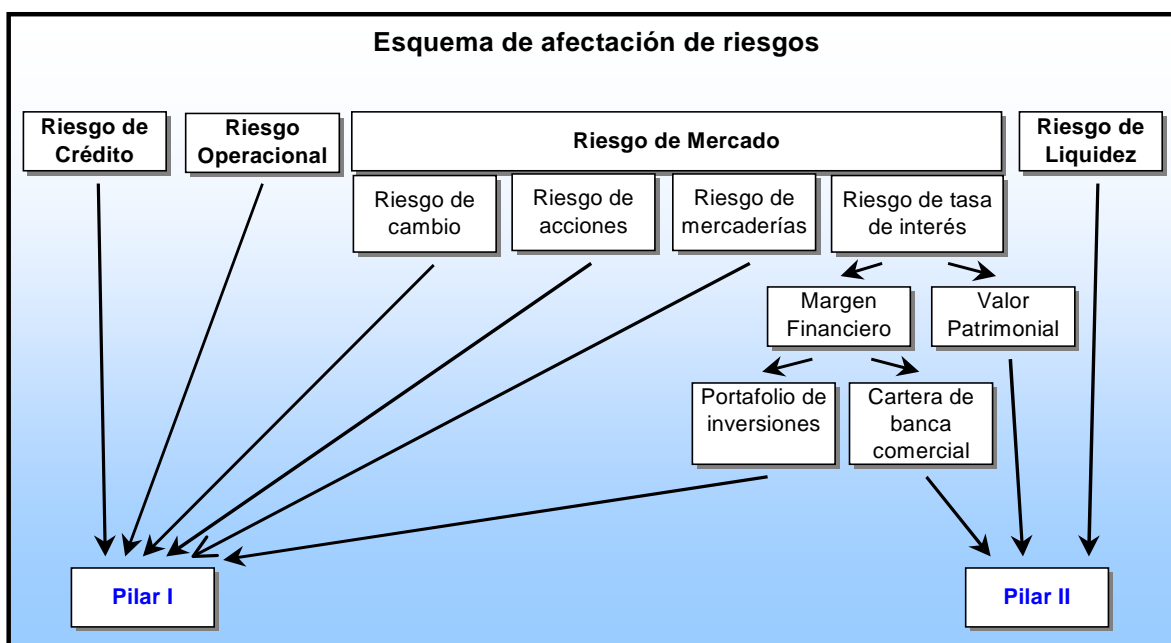 Esquema de afectación de riesgos
Riesgo de
Crédito
Riesgo
Operacional
Riesgo de Mercado
Riesgo de
Liquidez
Riesgo de
cambio
Riesgo de
acciones
Riesgo de
mercaderías
Riesgo de tasa
de interés
Margen
Financiero
Valor
Patrimonial
Portafolio de
inversiones
Cartera de
banca
comercial
Pilar I
Pilar II